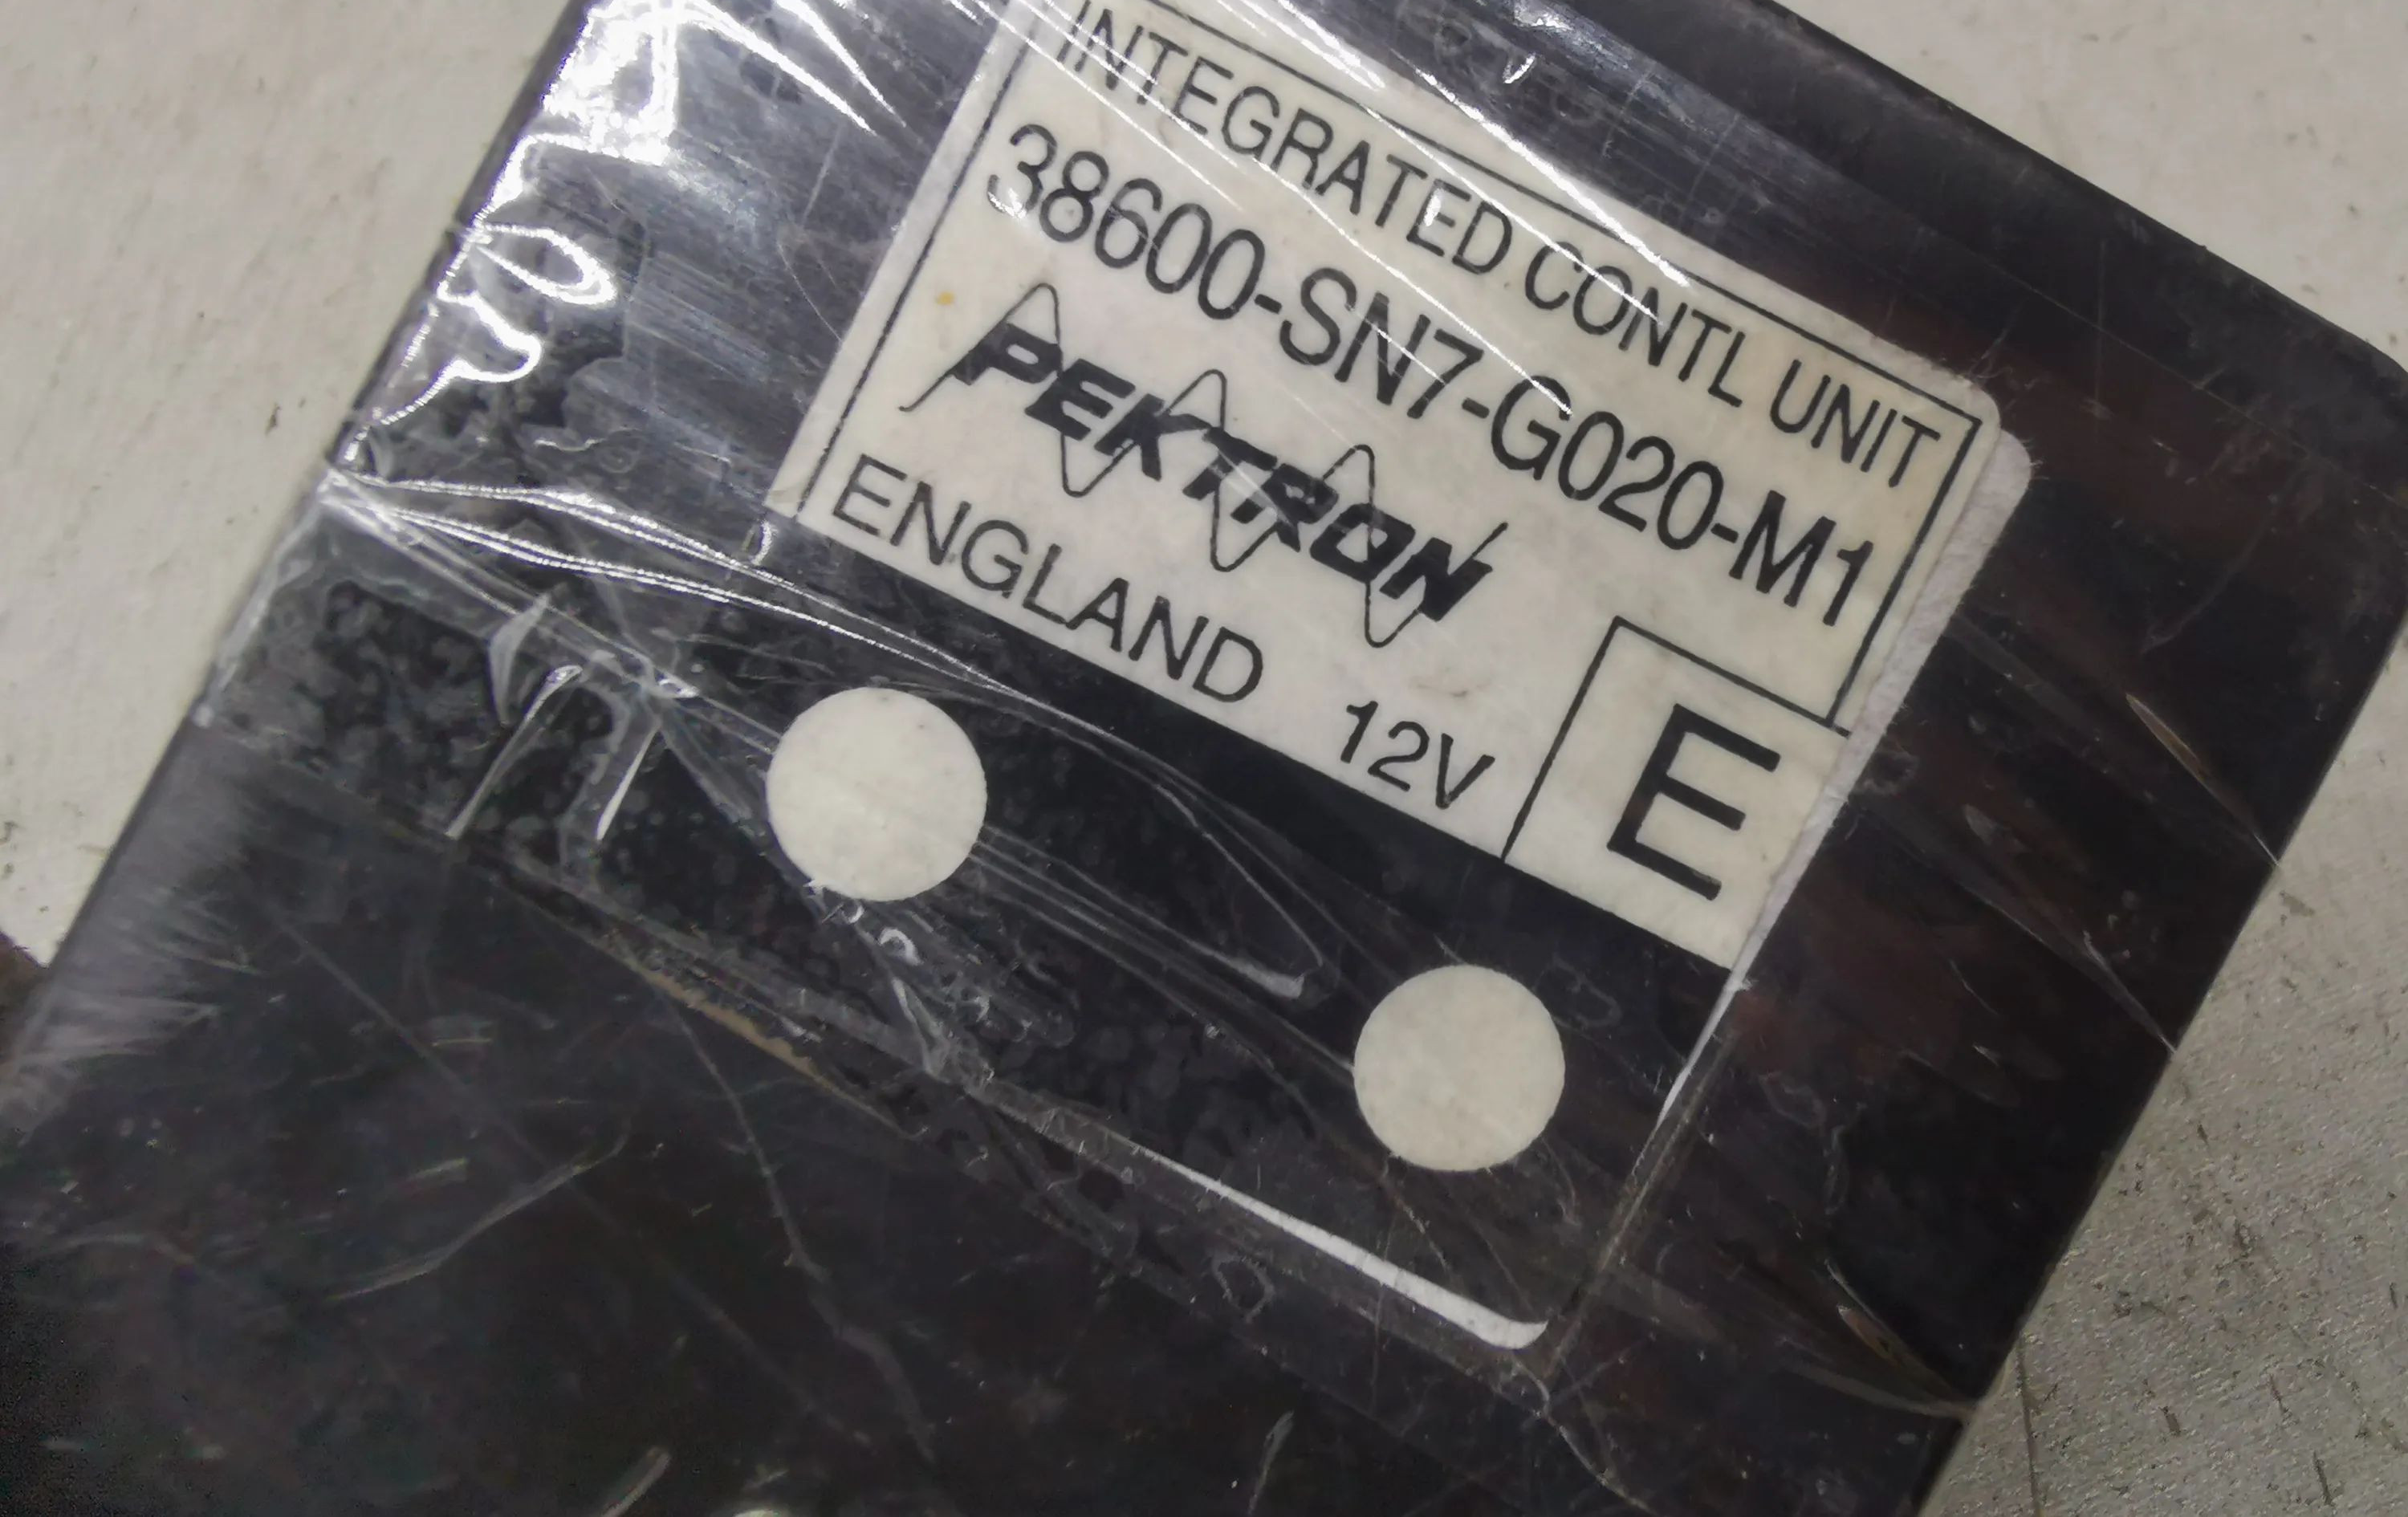 INTEGRATED CONTL UNIT
38600-SN7-G020-M1
PEKTRON
ENGLAND 12V E